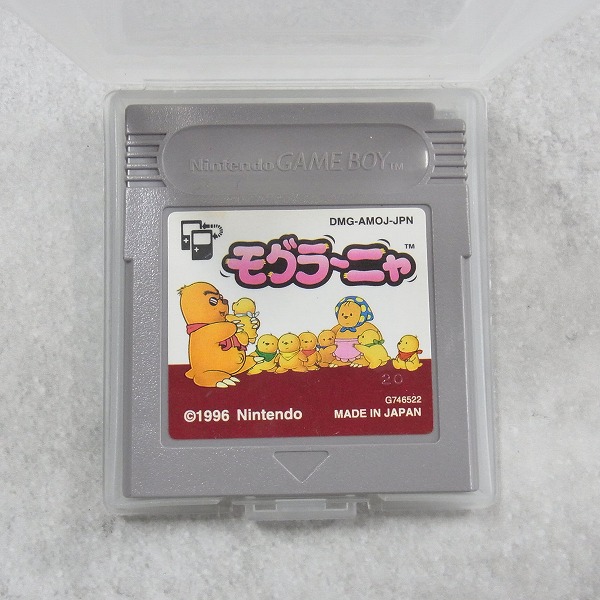 Nintendo GAME BOY TM
DMG-AMOJ-JPN
モグラ〜ニャ TM
20
G746522
©1996 Nintendo MADE IN JAPAN